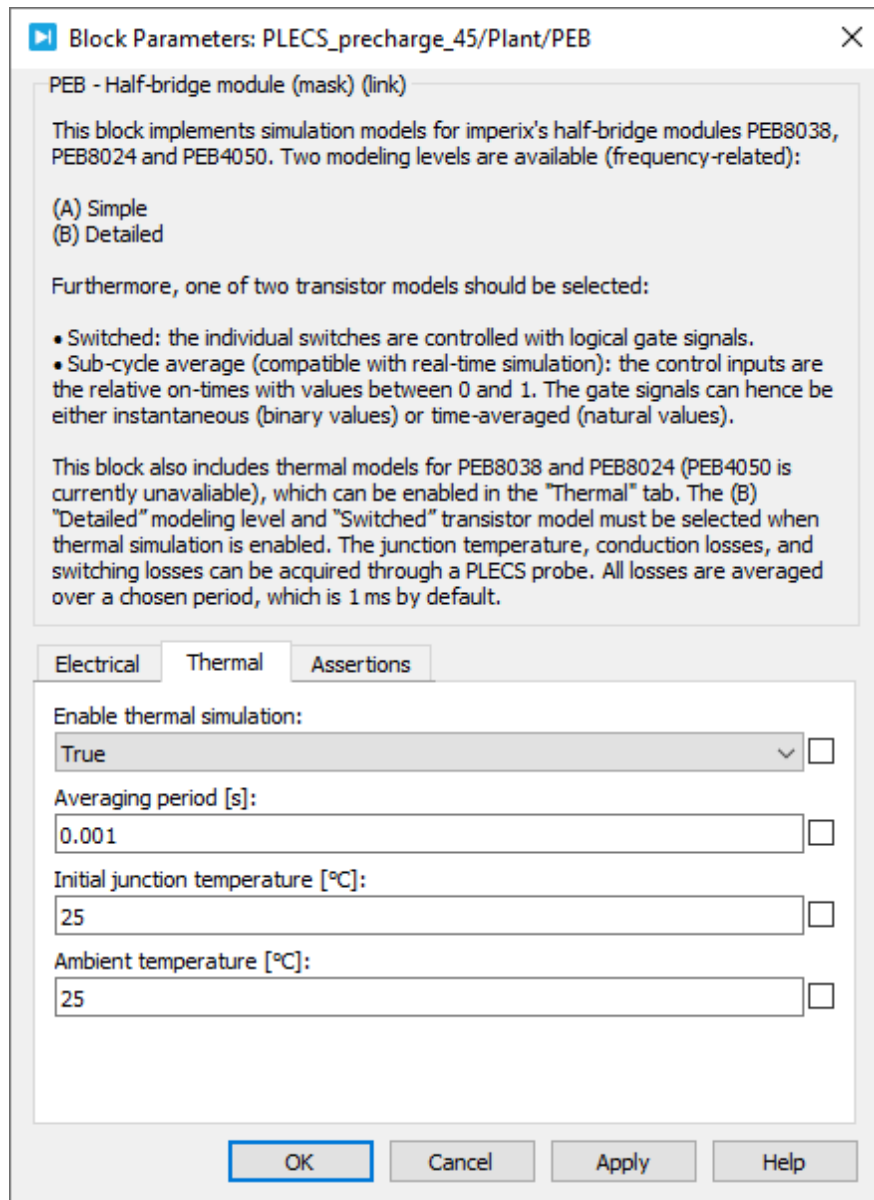 Block Parameters: PLECS_precharge_45/Plant/PEB
PEB - Half-bridge module (mask) (link)
This block implements simulation models for imperix's half-bridge modules PEB8038,
PEB8024 and PEB4050. Two modeling levels are available (frequency-related):
(A) Simple
(B) Detailed
Furthermore, one of two transistor models should be selected:
• Switched: the individual switches are controlled with logical gate signals.
• Sub-cycle average (compatible with real-time simulation): the control inputs are
the relative on-times with values between 0 and 1. The gate signals can hence be
either instantaneous (binary values) or time-averaged (natural values).
This block also includes thermal models for PEB8038 and PEB8024 (PEB4050 is
currently unavaliable), which can be enabled in the "Thermal" tab. The (B)
"Detailed" modeling level and "Switched" transistor model must be selected when
thermal simulation is enabled. The junction temperature, conduction losses, and
switching losses can be acquired through a PLECS probe. All losses are averaged
over a chosen period, which is 1 ms by default.
Electrical Thermal Assertions
Enable thermal simulation:
True
Averaging period [s]:
0.001
Initial junction temperature [°C]:
25
Ambient temperature [°C]:
25
OK Cancel Apply Help